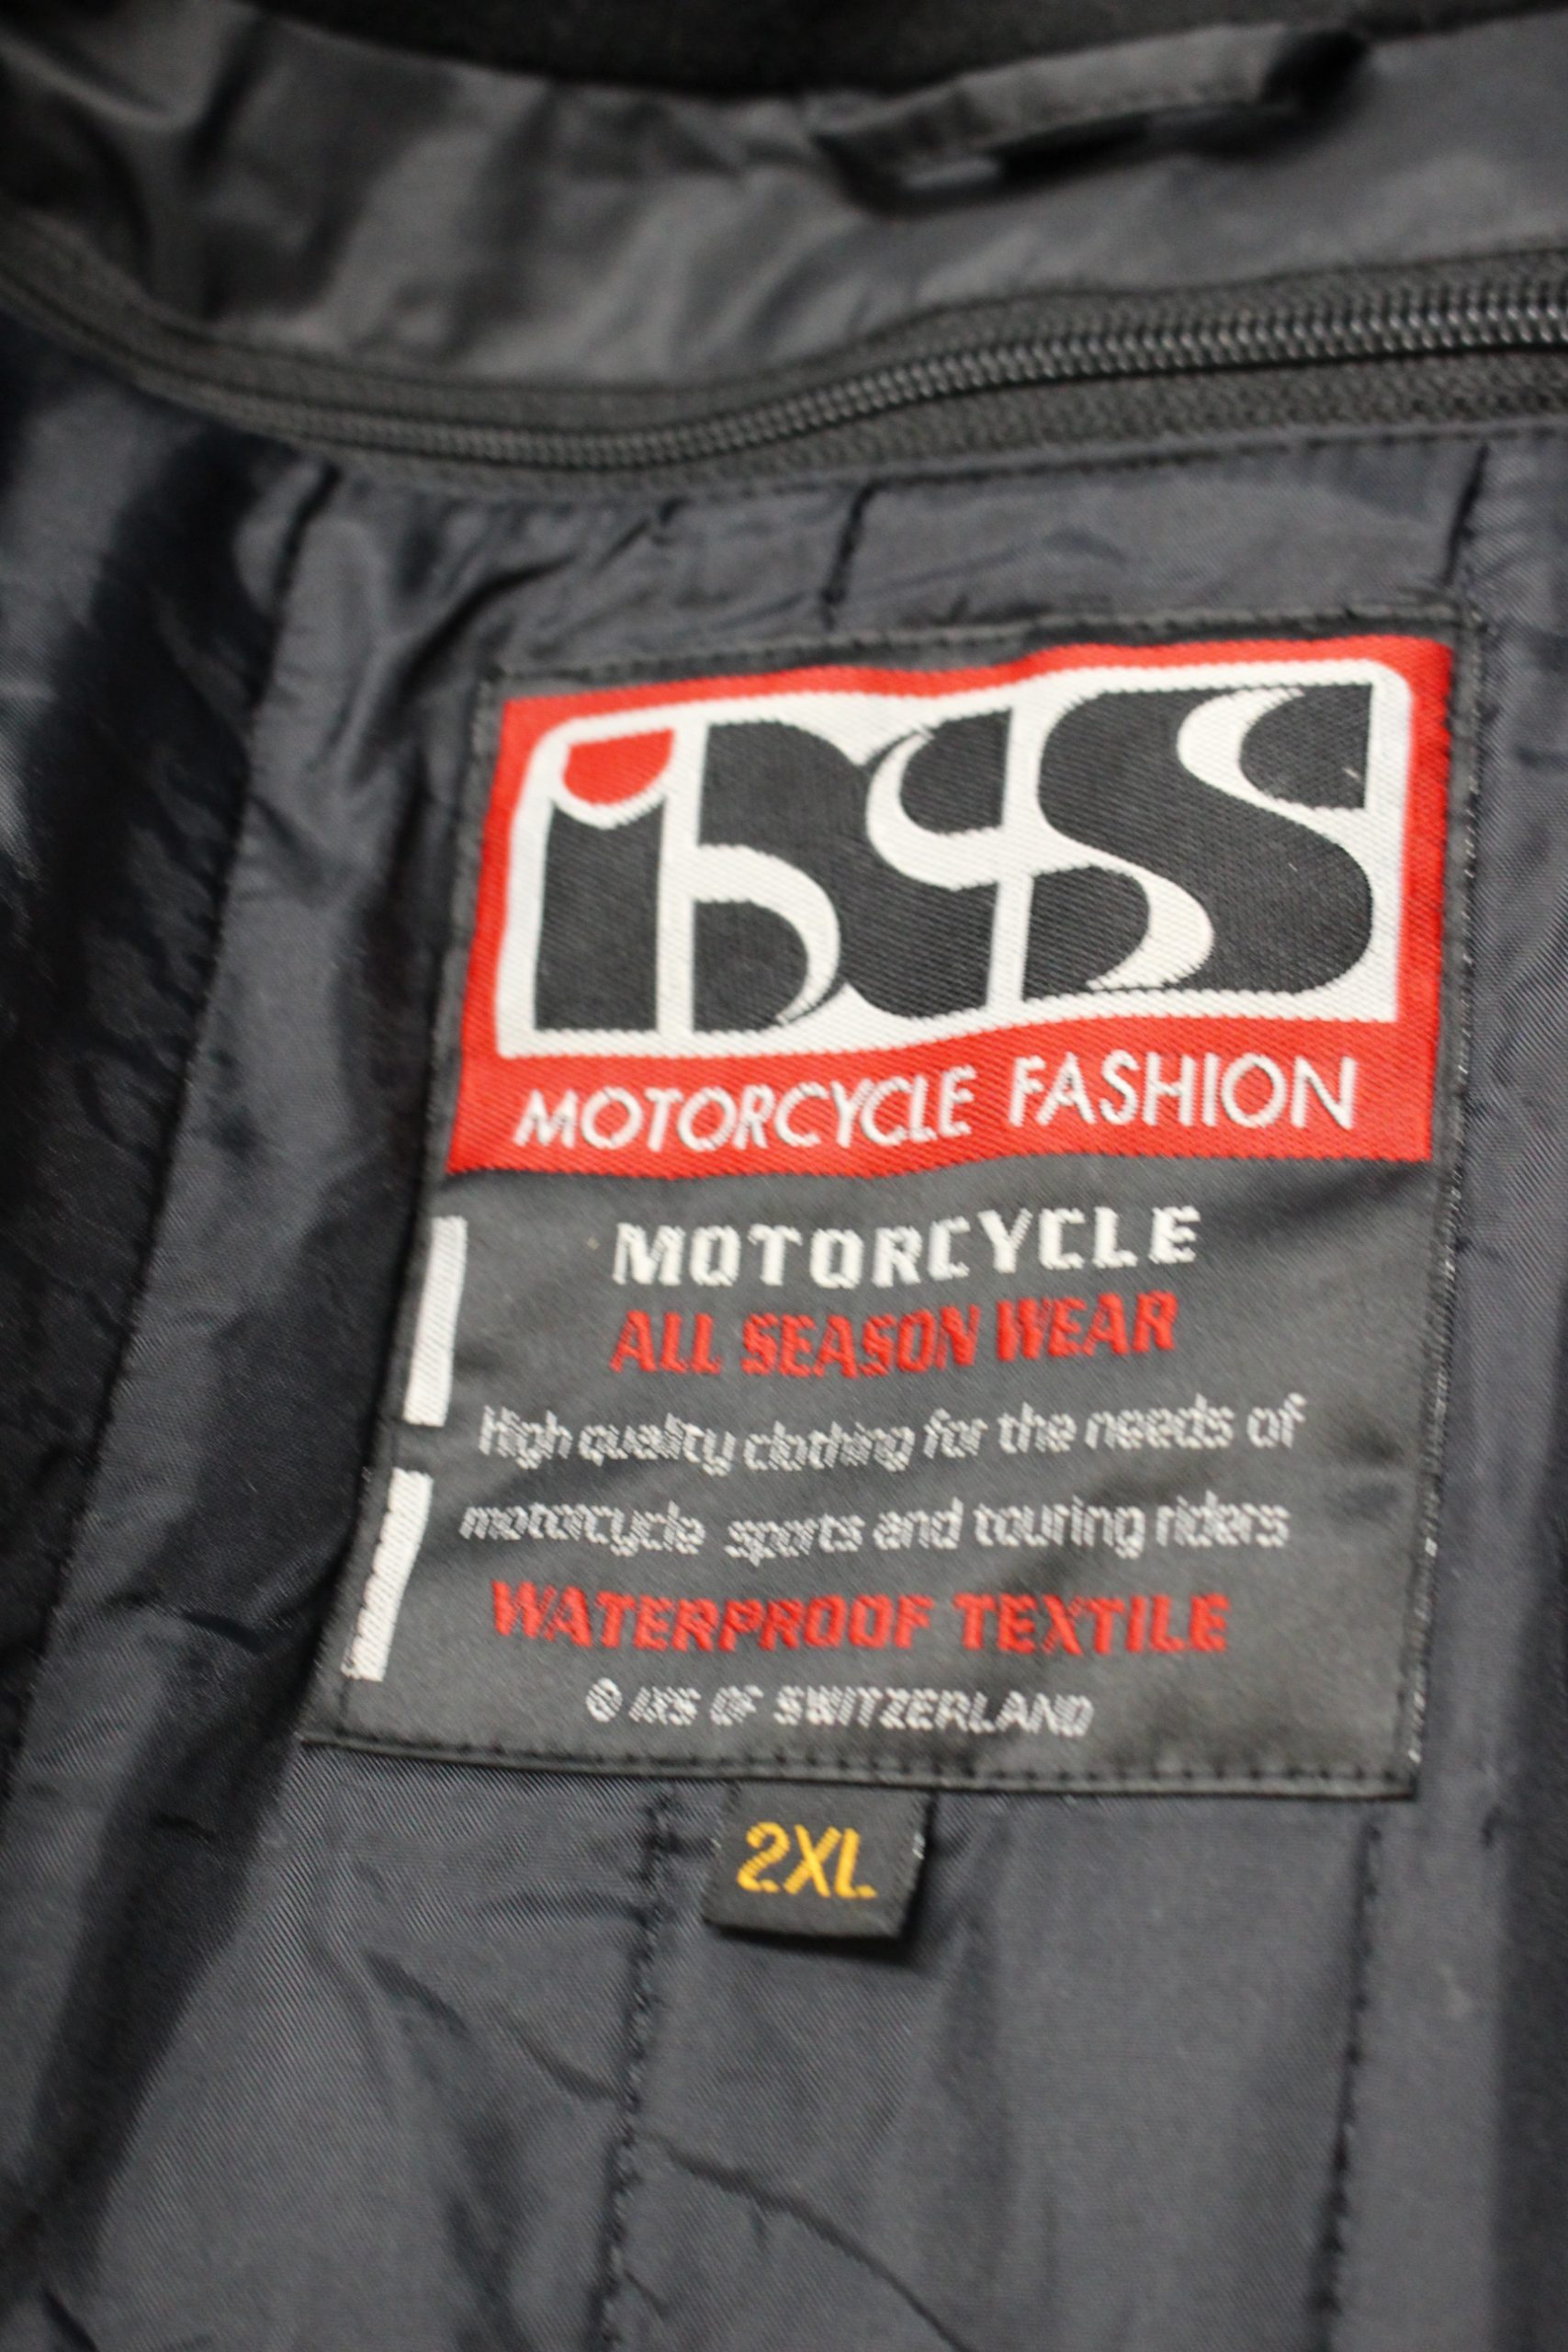 iXS
MOTORCYCLE FASHION
MOTORCYCLE
ALL SEASON WEAR
High quality clothing for the needs of
motorcycle sports and touring riders
WATERPROOF TEXTILE
© IXS OF SWITZERLAND
2XL